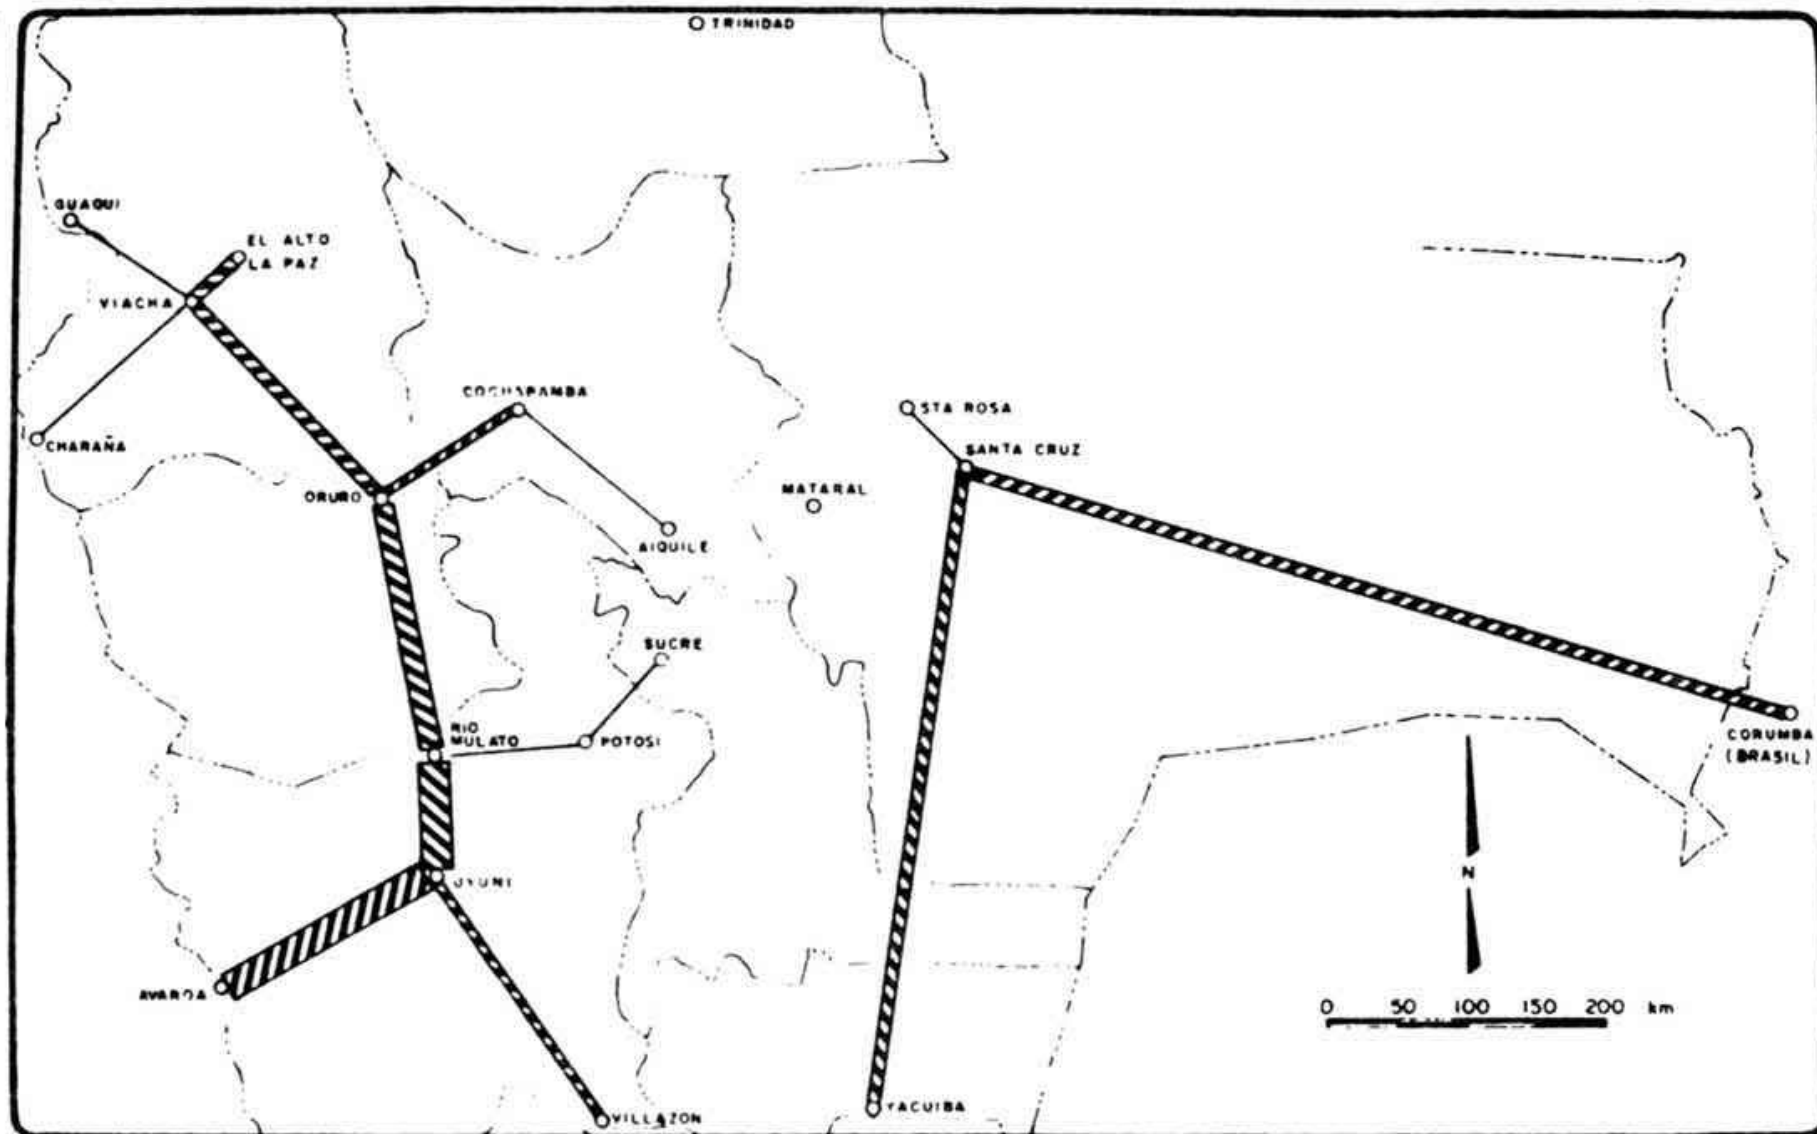 TRINIDAD
GUAQUI
EL ALTO
LA PAZ
VIACHA
COCHABAMBA
STA ROSA
CHARAÑA
SANTA CRUZ
ORURO
MATARAL
AIQUILE
SUCRE
RIO
MULATO
POTOSI
CORUMBA
(BRASIL)
UYUNI
N
AVAROA
0 50 100 150 200 km
VILLAZON
YACUIBA